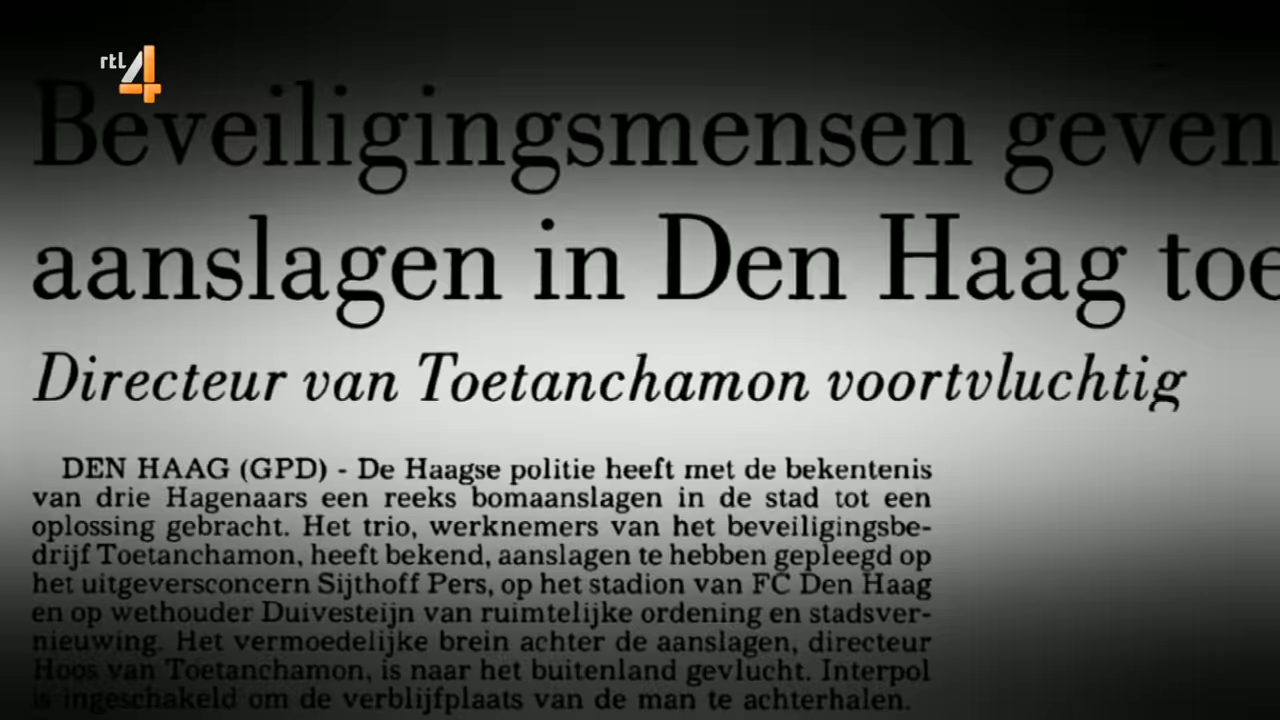 rtl 4
Beveiligingsmensen geven
aanslagen in Den Haag toe
Directeur van Toetanchamon voortvluchtig
DEN HAAG (GPD) - De Haagse politie heeft met de bekentenis
van drie Hagenaars een reeks bomaanslagen in de stad tot een
oplossing gebracht. Het trio, werknemers van het beveiligingsbe-
drijf Toetanchamon, heeft bekend, aanslagen te hebben gepleegd op
het uitgeversconcern Sijthoff Pers, op het stadion van FC Den Haag
en op wethouder Duivesteijn van ruimtelijke ordening en stadsver-
nieuwing. Het vermoedelijke brein achter de aanslagen, directeur
Hoos van Toetanchamon, is naar het buitenland gevlucht. Interpol
is ingeschakeld om de verblijfplaats van de man te achterhalen.